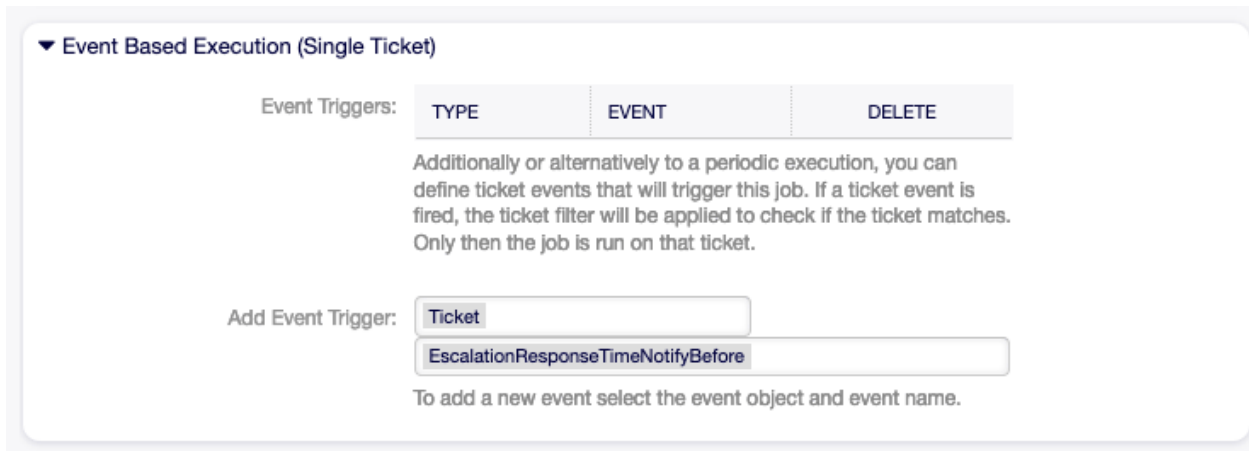 Event Based Execution (Single Ticket)
Event Triggers:
TYPE EVENT DELETE
Additionally or alternatively to a periodic execution, you can
define ticket events that will trigger this job. If a ticket event is
fired, the ticket filter will be applied to check if the ticket matches.
Only then the job is run on that ticket.
Add Event Trigger:
Ticket
EscalationResponseTimeNotifyBefore
To add a new event select the event object and event name.